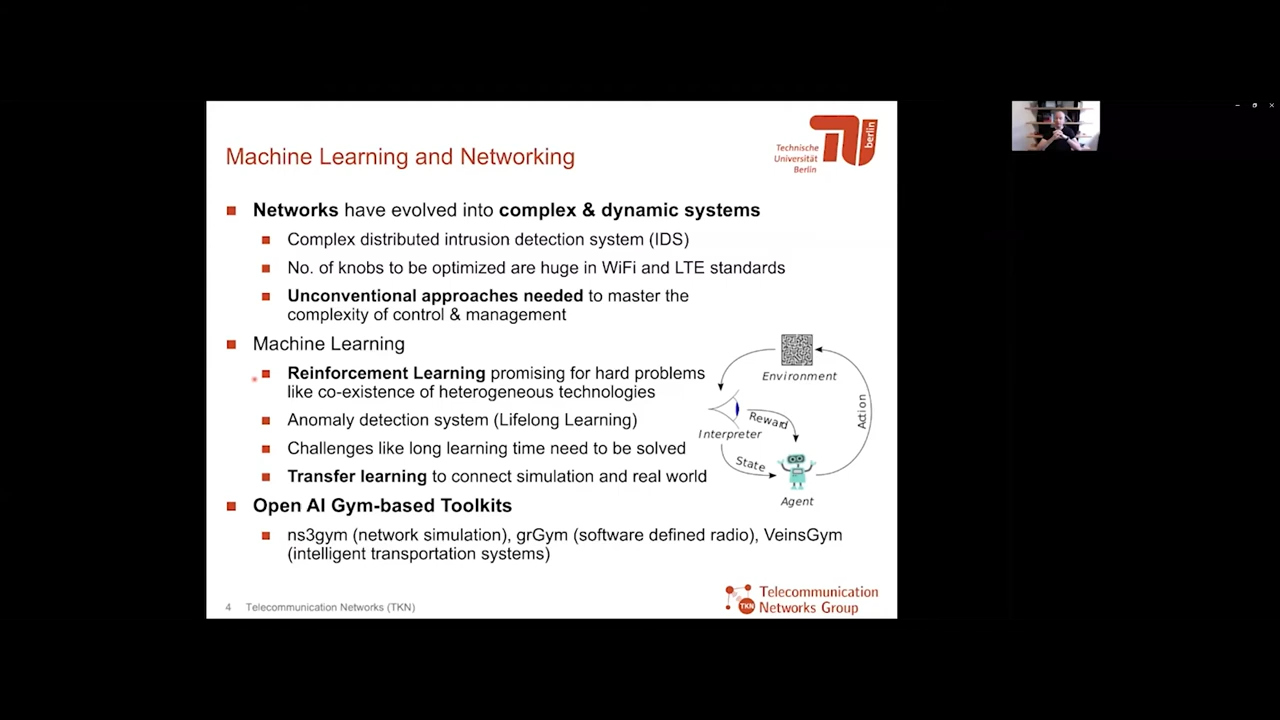 Technische
Universität
Berlin
berlin
Machine Learning and Networking
Networks have evolved into complex & dynamic systems
Complex distributed intrusion detection system (IDS)
No. of knobs to be optimized are huge in WiFi and LTE standards
Unconventional approaches needed to master the
complexity of control & management
Machine Learning
Reinforcement Learning promising for hard problems
like co-existence of heterogeneous technologies
Anomaly detection system (Lifelong Learning)
Challenges like long learning time need to be solved
Transfer learning to connect simulation and real world
Environment
Action
Reward
Interpreter
State
Agent
Open AI Gym-based Toolkits
ns3gym (network simulation), grGym (software defined radio), VeinsGym
(intelligent transportation systems)
4 Telecommunication Networks (TKN)
TKN
Telecommunication
Networks Group